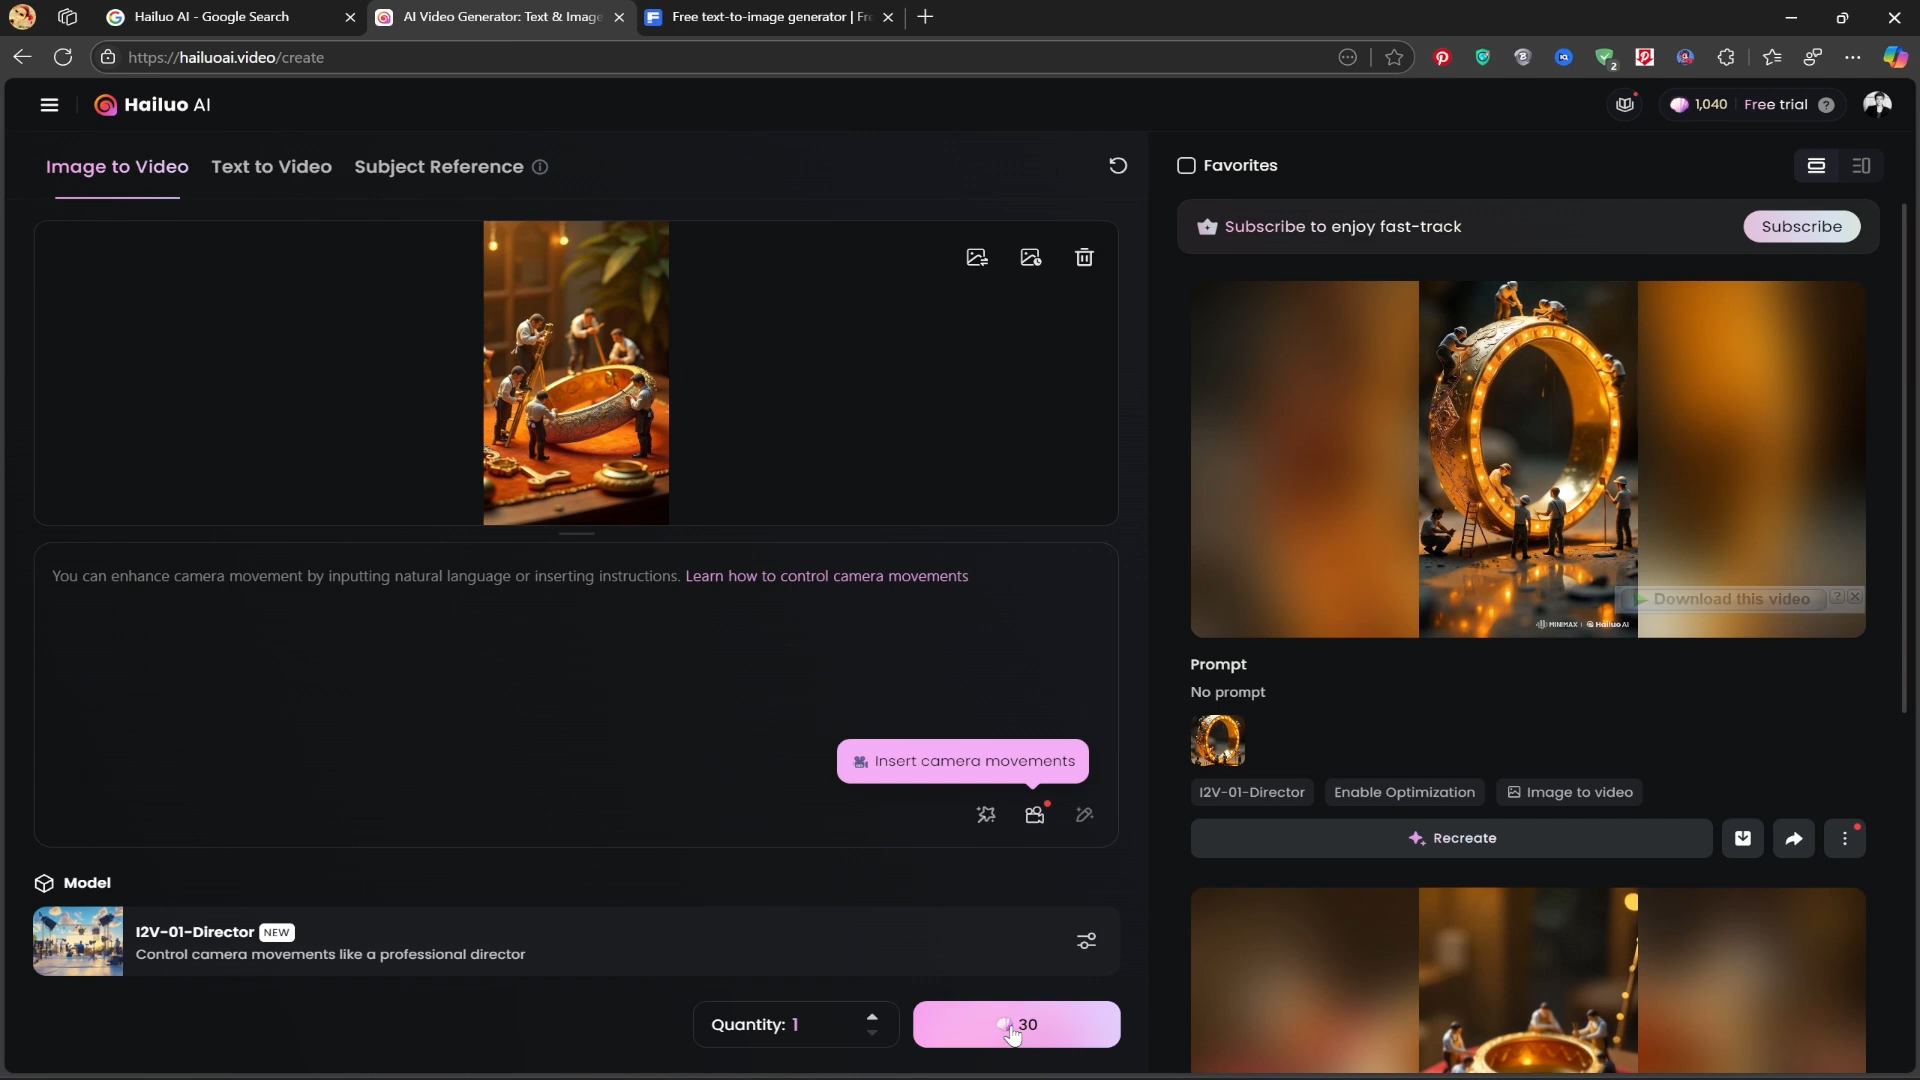 Hailuo AI - Google Search
AI Video Generator: Text & Image
Free text-to-image generator | Fr
https://hailuoai.video/create
2
Hailuo AI
1,040
Free trial
Image to Video
Text to Video
Subject Reference
Favorites
Subscribe to enjoy fast-track
Subscribe
You can enhance camera movement by inputting natural language or inserting instructions. Learn how to control camera movements
Download this video
MINIMAX | Hailuo AI
Prompt
No prompt
Insert camera movements
I2V-01-Director
Enable Optimization
Image to video
Recreate
Model
I2V-01-Director NEW
Control camera movements like a professional director
Quantity: 1
30